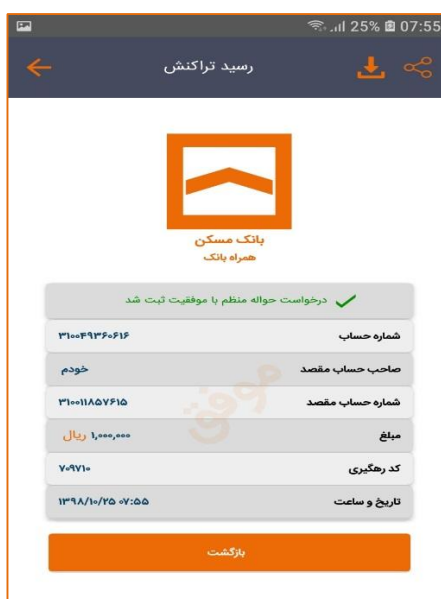 25% 07:55
رسید تراکنش
بانک مسکن
همراه بانک
درخواست حواله منظم با موفقیت ثبت شد
شماره حساب ۳۱۰۰۴۹۳۶۰۶۱۶
صاحب حساب مقصد خودم
شماره حساب مقصد ۳۱۰۰۱۱۸۵۷۶۱۵
مبلغ ۱,۰۰۰,۰۰۰ ریال
کد رهگیری ۷۰۹۷۱۰
تاریخ و ساعت ۱۳۹۸/۱۰/۲۵ ۰۷:۵۵
موفق
بازگشت